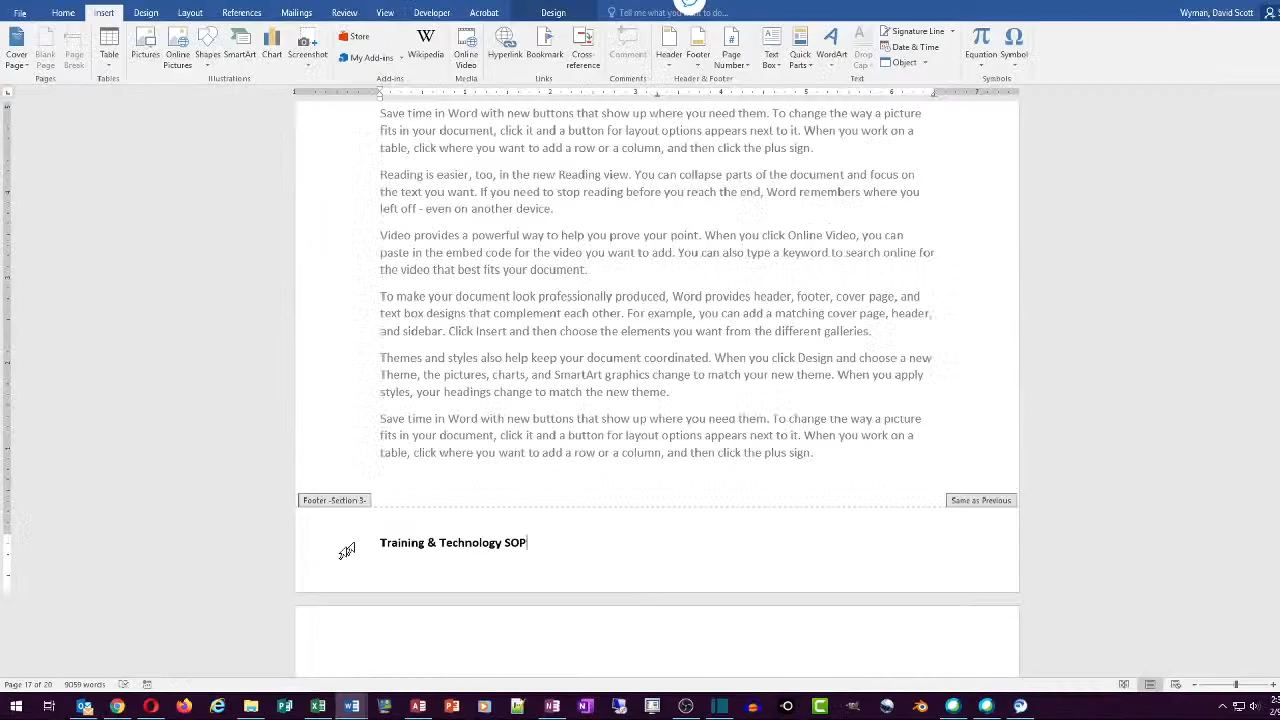 File Home Insert Design Layout References Mailings Review View Developer Acrobat Design Tell me what you want to do... Wyman, David Scott
Cover Page Blank Page Page Break Table Pictures Online Pictures Shapes SmartArt Chart Screenshot Store My Add-ins Wikipedia Online Video Hyperlink Bookmark Cross-reference Comment Header Footer Page Number Text Box Quick Parts WordArt Drop Cap Signature Line Date & Time Object Equation Symbol
Pages Tables Illustrations Add-ins Media Links Comments Header & Footer Text Symbols
1 2 3 4 5 6 7
Save time in Word with new buttons that show up where you need them. To change the way a picture
fits in your document, click it and a button for layout options appears next to it. When you work on a
table, click where you want to add a row or a column, and then click the plus sign.
Reading is easier, too, in the new Reading view. You can collapse parts of the document and focus on
the text you want. If you need to stop reading before you reach the end, Word remembers where you
left off - even on another device.
Video provides a powerful way to help you prove your point. When you click Online Video, you can
paste in the embed code for the video you want to add. You can also type a keyword to search online for
the video that best fits your document.
To make your document look professionally produced, Word provides header, footer, cover page, and
text box designs that complement each other. For example, you can add a matching cover page, header,
and sidebar. Click Insert and then choose the elements you want from the different galleries.
Themes and styles also help keep your document coordinated. When you click Design and choose a new
Theme, the pictures, charts, and SmartArt graphics change to match your new theme. When you apply
styles, your headings change to match the new theme.
Save time in Word with new buttons that show up where you need them. To change the way a picture
fits in your document, click it and a button for layout options appears next to it. When you work on a
table, click where you want to add a row or a column, and then click the plus sign.
Footer -Section 3- Same as Previous
Training & Technology SOP
Page 17 of 20 9059 words